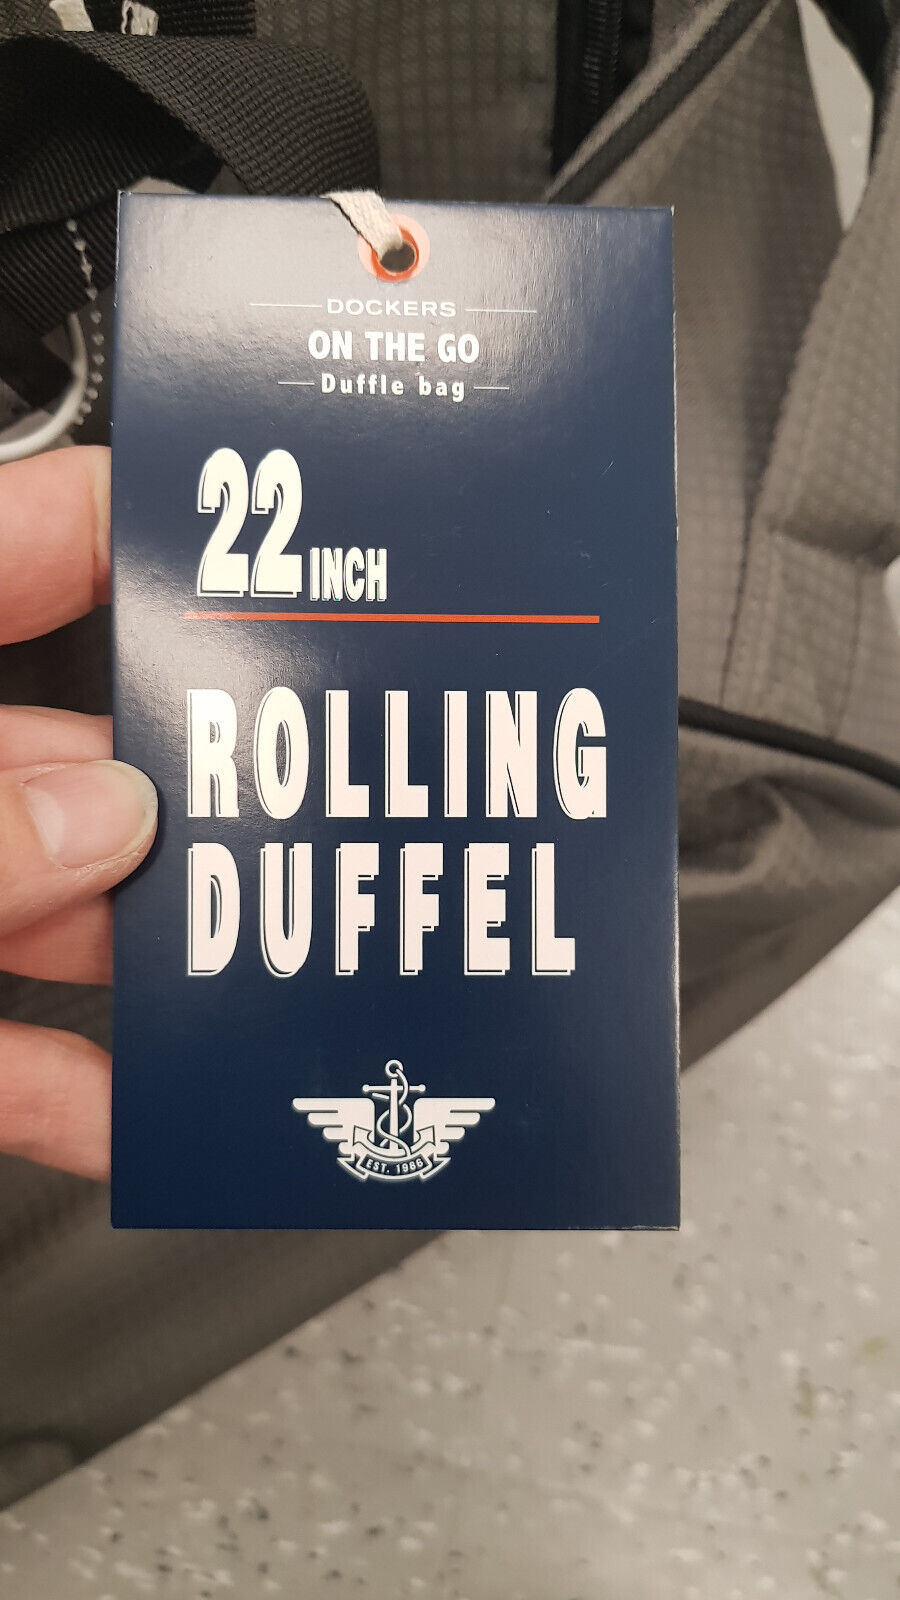 DOCKERS
ON THE GO
Duffle bag
22 INCH
ROLLING
DUFFEL
EST. 1986